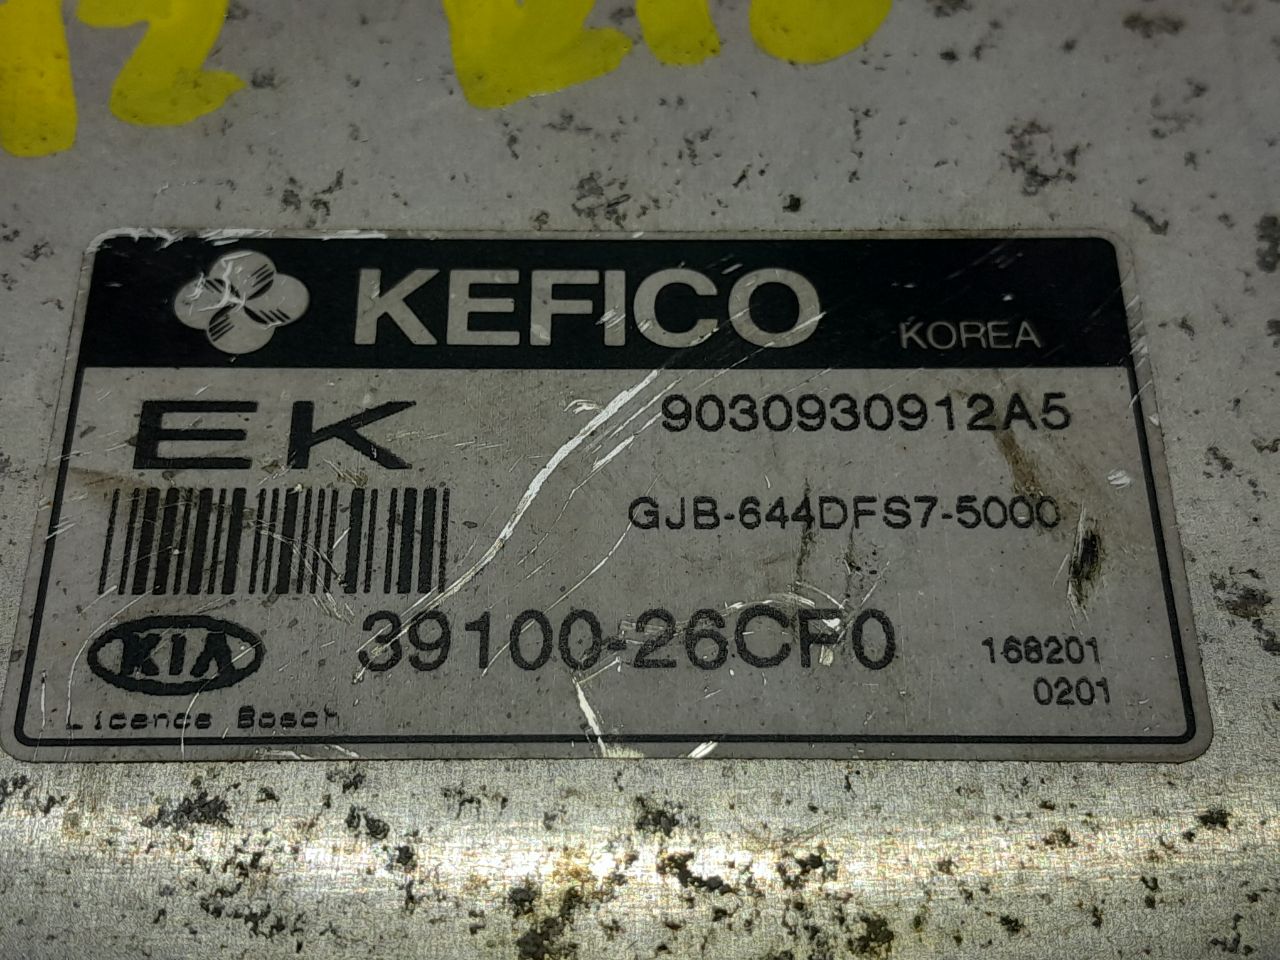 KEFICO KOREA
EK 9030930912A5
GJB-644DFS7-5000
39100-26CF0
KIA
168201
0201
Licence Bosch